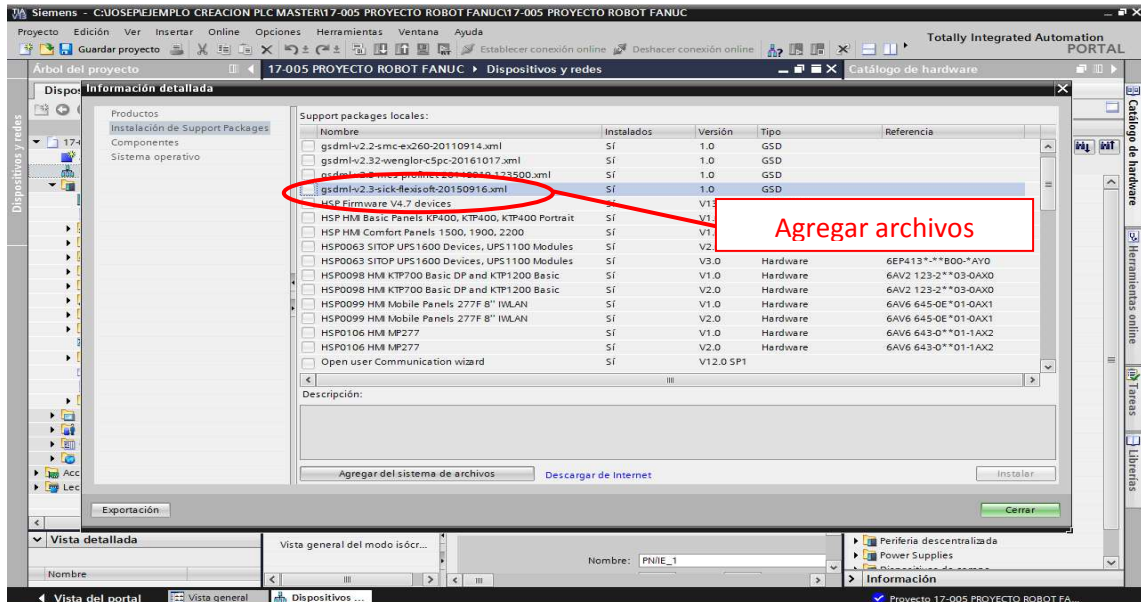 Siemens - C:\JOSEP\EJEMPLO CREACION PLC MASTER\17-005 PROYECTO ROBOT FANUC\17-005 PROYECTO ROBOT FANUC
Proyecto Edición Ver Insertar Online Opciones Herramientas Ventana Ayuda
Totally Integrated Automation
PORTAL
Guardar proyecto
Establecer conexión online
Deshacer conexión online
Árbol del proyecto
17-005 PROYECTO ROBOT FANUC
Dispositivos y redes
Catálogo de hardware
Información detallada
Productos
Instalación de Support Packages
Componentes
Sistema operativo
Support packages locales:
Nombre Instalados Versión Tipo Referencia
gsdml-v2.2-smc-ex260-20110914.xml Sí 1.0 GSD
gsdml-v2.32-wenglor-c5pc-20161017.xml Sí 1.0 GSD
Sí 1.0 GSD
gsdml-v2.3-sick-flexisoft-20150916.xml Sí 1.0 GSD
HSP Firmware V4.7 devices Sí
HSP HMI Basic Panels KP400, KTP400, KTP400 Portrait Sí
HSP HMI Comfort Panels 1500, 1900, 2200 Sí
HSP0063 SITOP UPS1600 Devices, UPS1100 Modules Sí
HSP0063 SITOP UPS1600 Devices, UPS1100 Modules Sí V3.0 Hardware 6EP413*-**B00-*AY0
HSP0098 HMI KTP700 Basic DP and KTP1200 Basic Sí V1.0 Hardware 6AV2 123-2**03-0AX0
HSP0098 HMI KTP700 Basic DP and KTP1200 Basic Sí V2.0 Hardware 6AV2 123-2**03-0AX0
HSP0099 HMI Mobile Panels 277F 8" IWLAN Sí V1.0 Hardware 6AV6 645-0E*01-0AX1
HSP0099 HMI Mobile Panels 277F 8" IWLAN Sí V2.0 Hardware 6AV6 645-0E*01-0AX1
HSP0106 HMI MP277 Sí V1.0 Hardware 6AV6 643-0**01-1AX2
HSP0106 HMI MP277 Sí V2.0 Hardware 6AV6 643-0**01-1AX2
Open user Communication wizard Sí V12.0 SP1
Agregar archivos
Descripción:
Agregar del sistema de archivos
Descargar de Internet
Instalar
Exportación
Cerrar
Dispositivos y redes
Catálogo de hardware
Herramientas online
Tareas
Librerías
Vista detallada
Nombre
Vista general del modo isócr...
Nombre: PN/IE_1
Periferia descentralizada
Power Supplies
Información
Vista del portal
Vista general
Dispositivos ...
Proyecto 17-005 PROYECTO ROBOT FA...